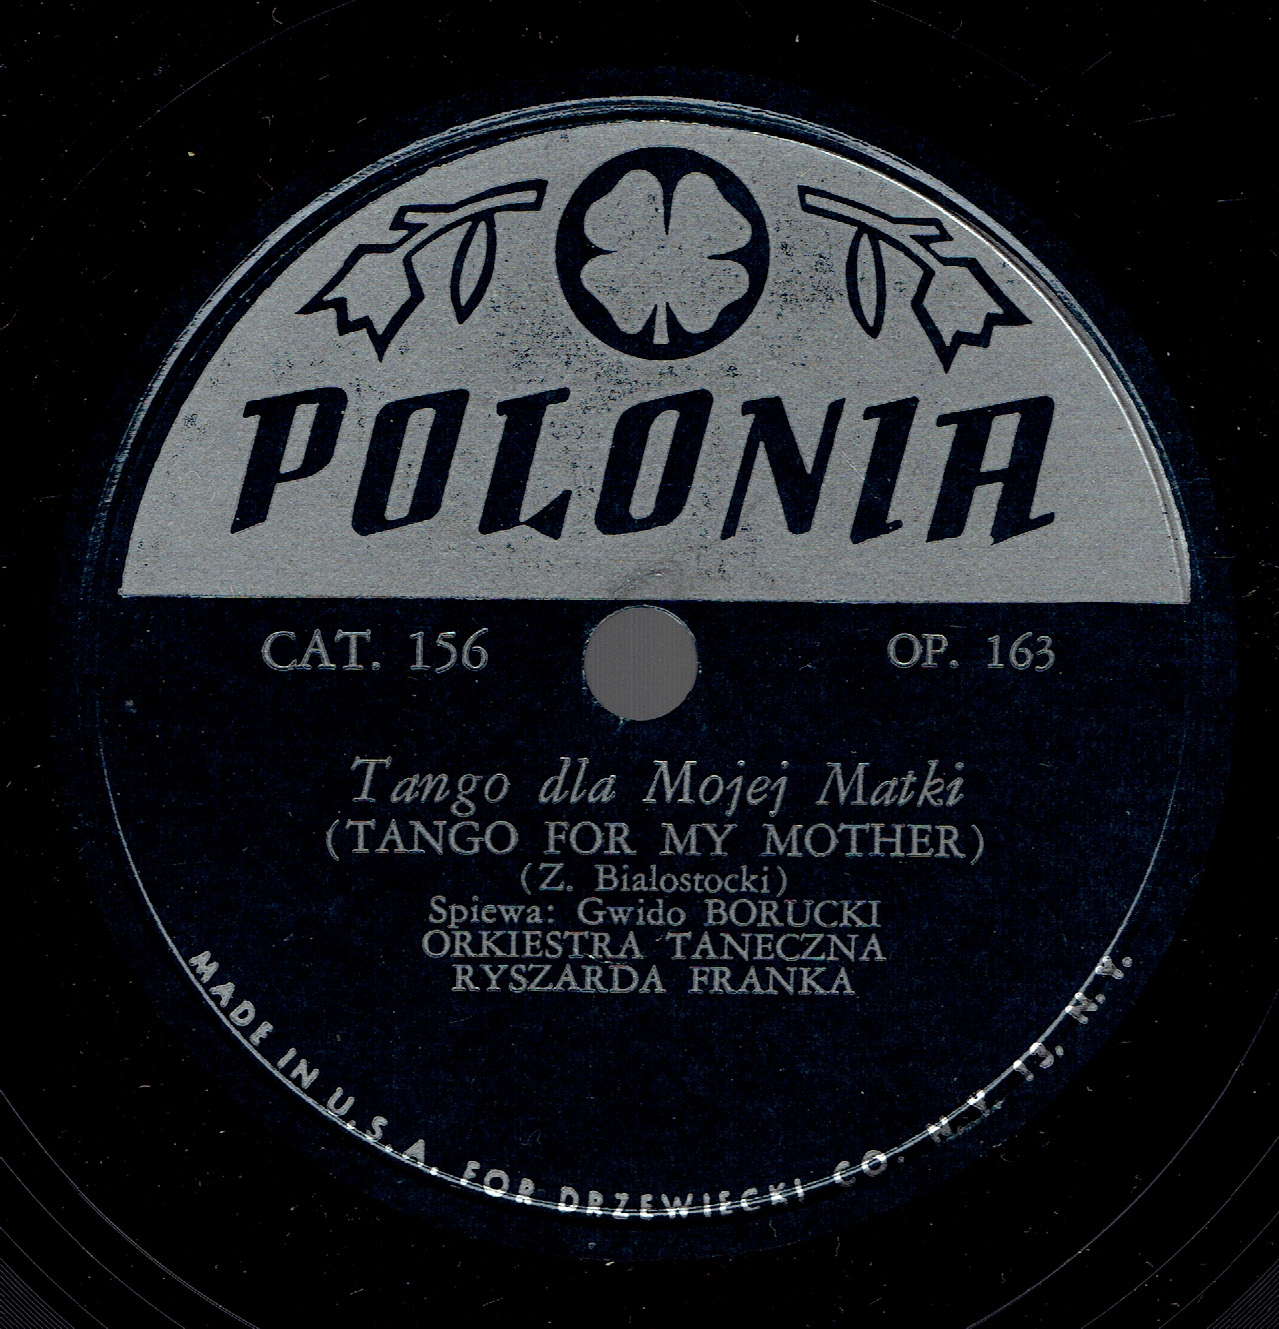 POLONIA
CAT. 156
OP. 163
Tango dla Mojej Matki
(TANGO FOR MY MOTHER)
(Z. Bialostocki)
Spiewa: Gwido BORUCKI
ORKIESTRA TANECZNA
RYSZARDA FRANKA
MADE IN U.S.A. FOR DRZEWIECKI CO. N.Y. 13. N.Y.